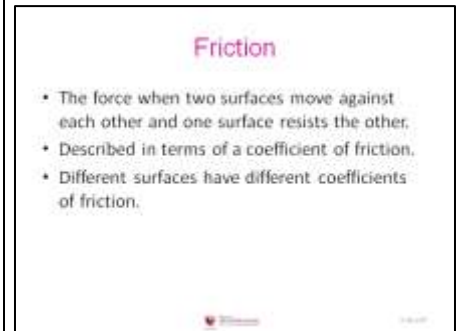 Friction
• The force when two surfaces move against
each other and one surface resists the other.
• Described in terms of a coefficient of friction.
• Different surfaces have different coefficients
of friction.